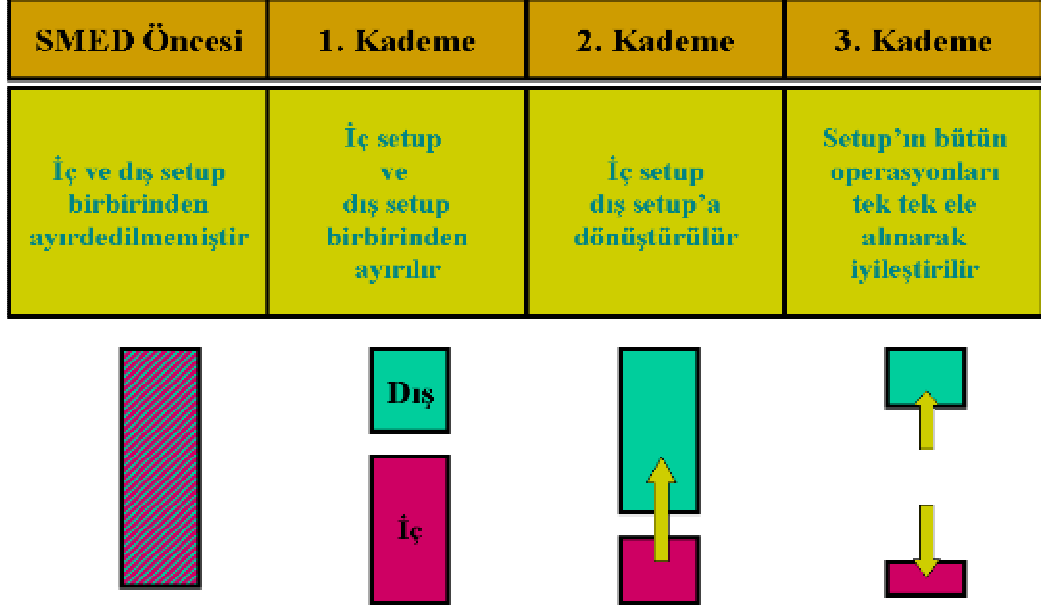 SMED Öncesi
1. Kademe
2. Kademe
3. Kademe
İç ve dış setup
birbirinden
ayırdedilmemiştir
İç setup
ve
dış setup
birbirinden
ayırılır
İç setup
dış setup’a
dönüştürülür
Setup’ın bütün
operasyonları
tek tek ele
alınarak
iyileştirilir
Dış
İç